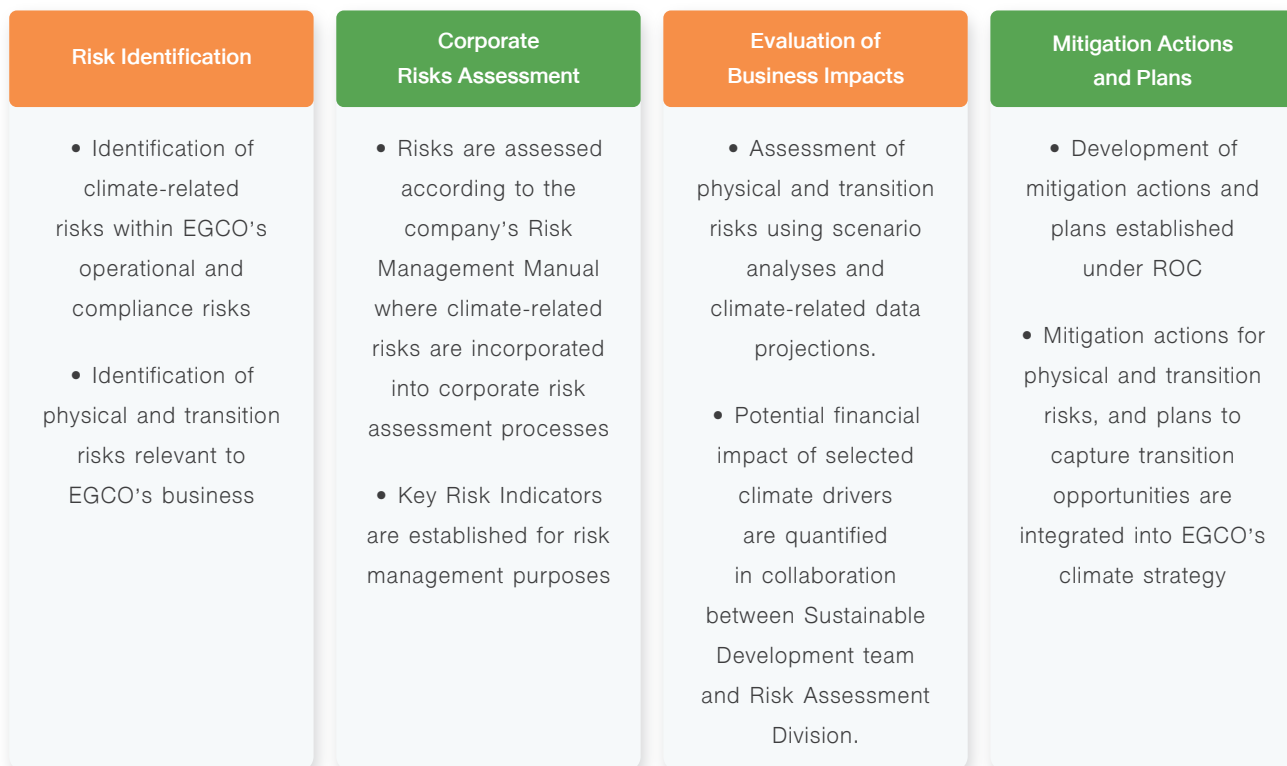 Risk Identification
• Identification of
climate-related
risks within EGCO's
operational and
compliance risks
• Identification of
physical and transition
risks relevant to
EGCO's business
Corporate
Risks Assessment
• Risks are assessed
according to the
company's Risk
Management Manual
where climate-related
risks are incorporated
into corporate risk
assessment processes
• Key Risk Indicators
are established for risk
management purposes
Evaluation of
Business Impacts
• Assessment of
physical and transition
risks using scenario
analyses and
climate-related data
projections.
• Potential financial
impact of selected
climate drivers
are quantified
in collaboration
between Sustainable
Development team
and Risk Assessment
Division.
Mitigation Actions
and Plans
• Development of
mitigation actions and
plans established
under ROC
• Mitigation actions for
physical and transition
risks, and plans to
capture transition
opportunities are
integrated into EGCO's
climate strategy